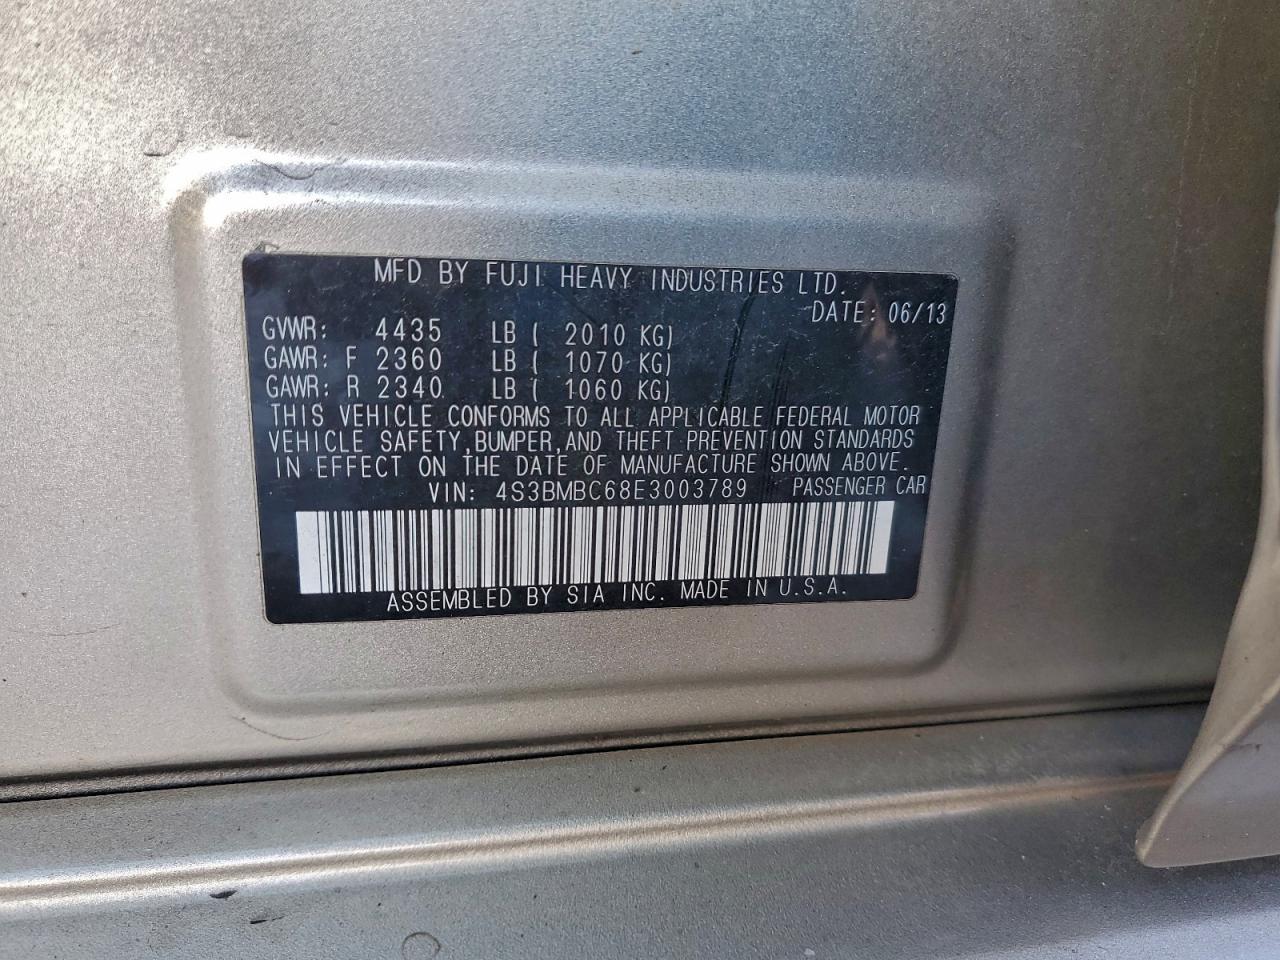 MFD BY FUJI HEAVY INDUSTRIES LTD.
DATE: 06/13
GVWR: 4435 LB ( 2010 KG)
GAWR: F 2360 LB ( 1070 KG)
GAWR: R 2340 LB ( 1060 KG)
THIS VEHICLE CONFORMS TO ALL APPLICABLE FEDERAL MOTOR
VEHICLE SAFETY,BUMPER,AND THEFT PREVENTION STANDARDS
IN EFFECT ON THE DATE OF MANUFACTURE SHOWN ABOVE.
VIN: 4S3BMBC68E3003789 PASSENGER CAR
ASSEMBLED BY SIA INC. MADE IN U.S.A.